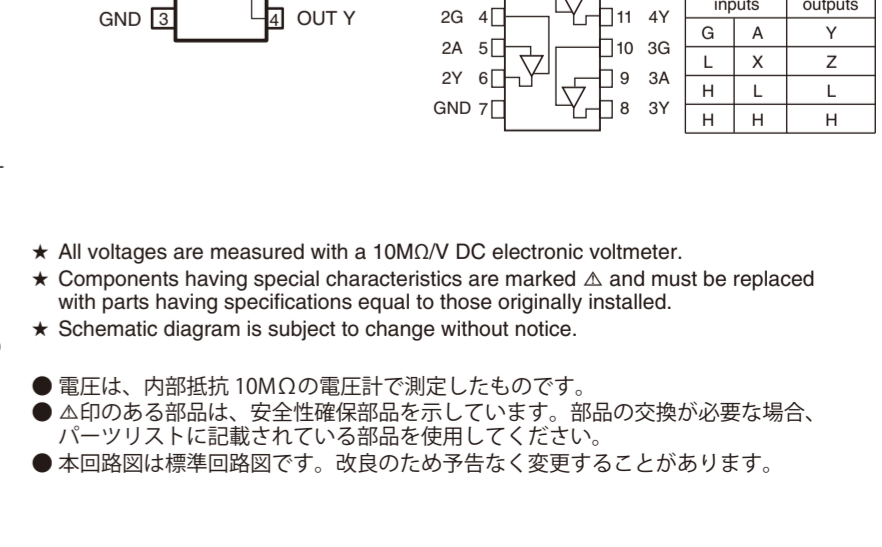 GND 3
4 OUT Y
2G 4
2A 5
2Y 6
GND 7
11 4Y
10 3G
9 3A
8 3Y
inputs outputs
G A Y
L X Z
H L L
H H H
★ All voltages are measured with a 10MΩ/V DC electronic voltmeter.
★ Components having special characteristics are marked ⚠ and must be replaced
with parts having specifications equal to those originally installed.
★ Schematic diagram is subject to change without notice.
● 電圧は、内部抵抗 10MΩの電圧計で測定したものです。
● ⚠印のある部品は、安全性確保部品を示しています。部品の交換が必要な場合、
パーツリストに記載されている部品を使用してください。
● 本回路図は標準回路図です。改良のため予告なく変更することがあります。